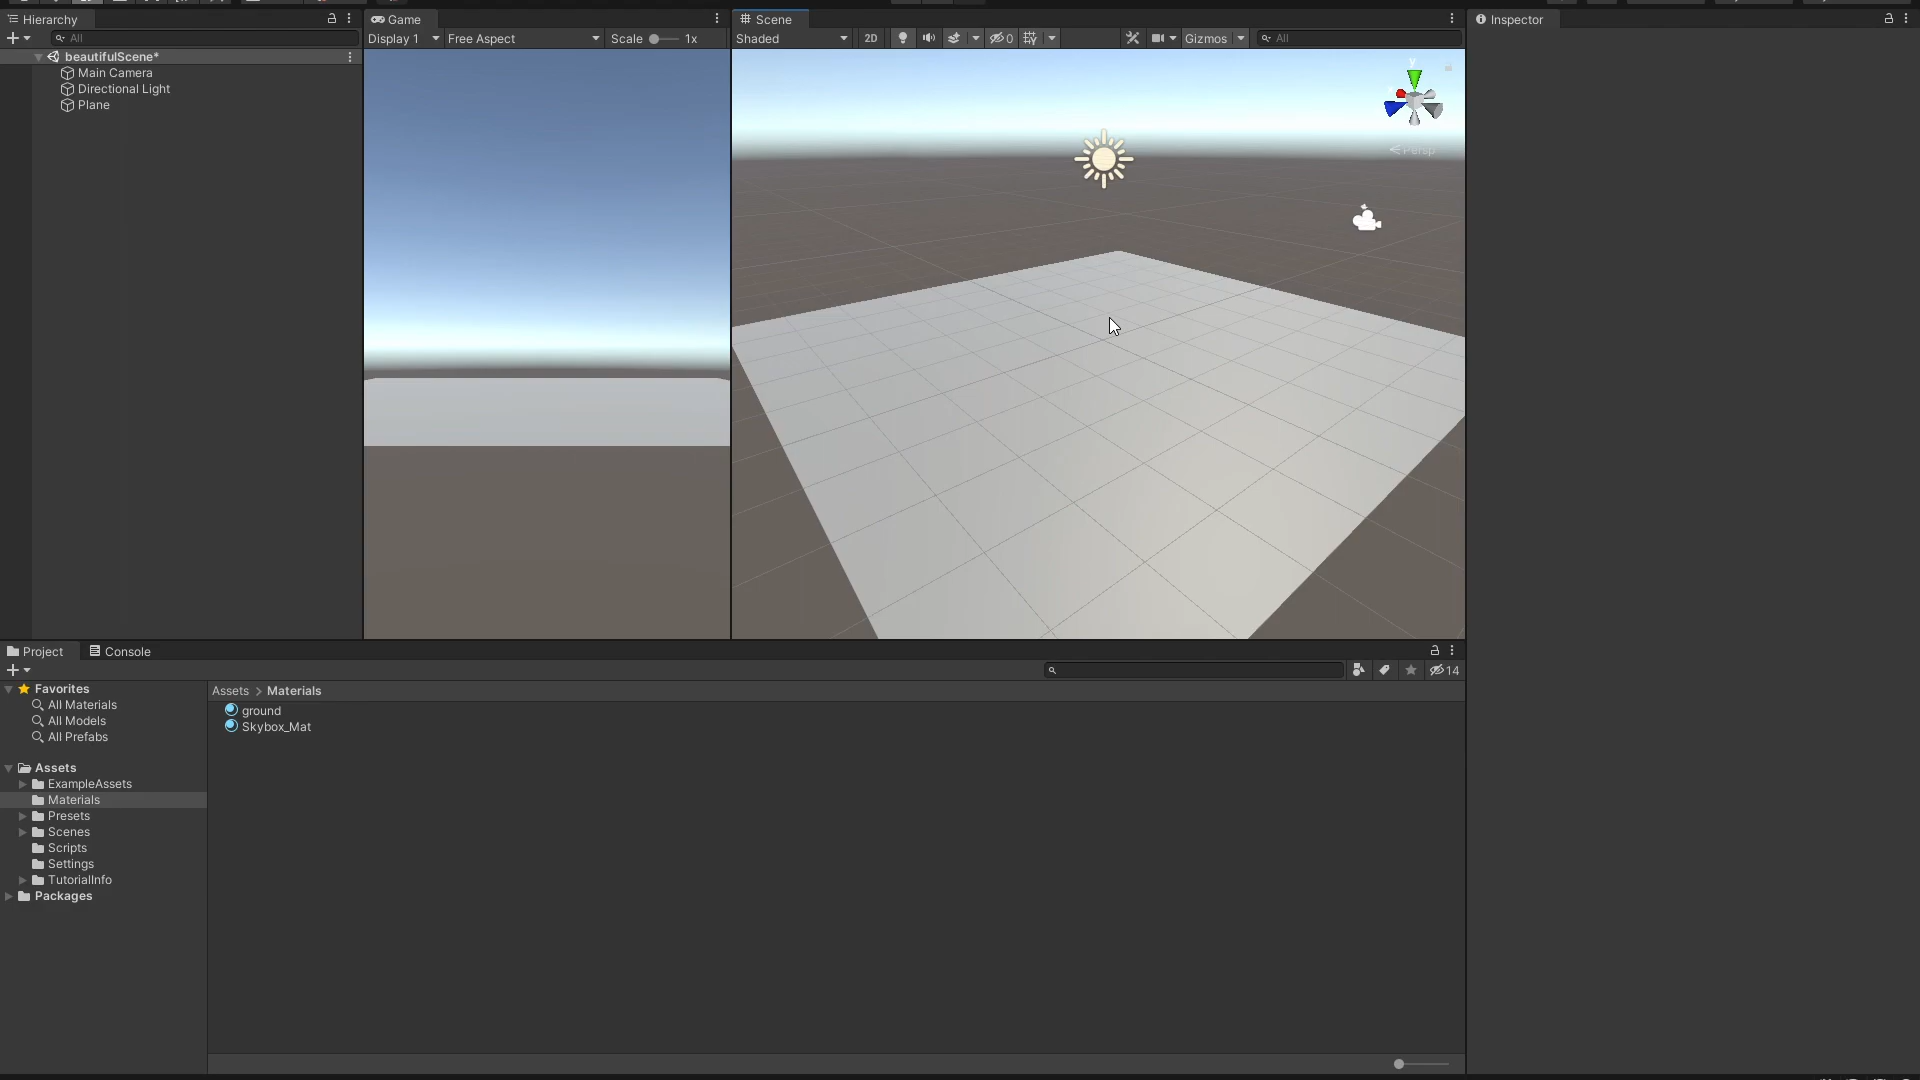 Hierarchy
All
beautifulScene*
Main Camera
Directional Light
Plane
Game
Display 1
Free Aspect
Scale
1x
Scene
Shaded
2D
0
Gizmos
All
y
Persp
Inspector
Project
Console
14
Favorites
All Materials
All Models
All Prefabs
Assets
ExampleAssets
Materials
Presets
Scenes
Scripts
Settings
TutorialInfo
Packages
Assets > Materials
ground
Skybox_Mat